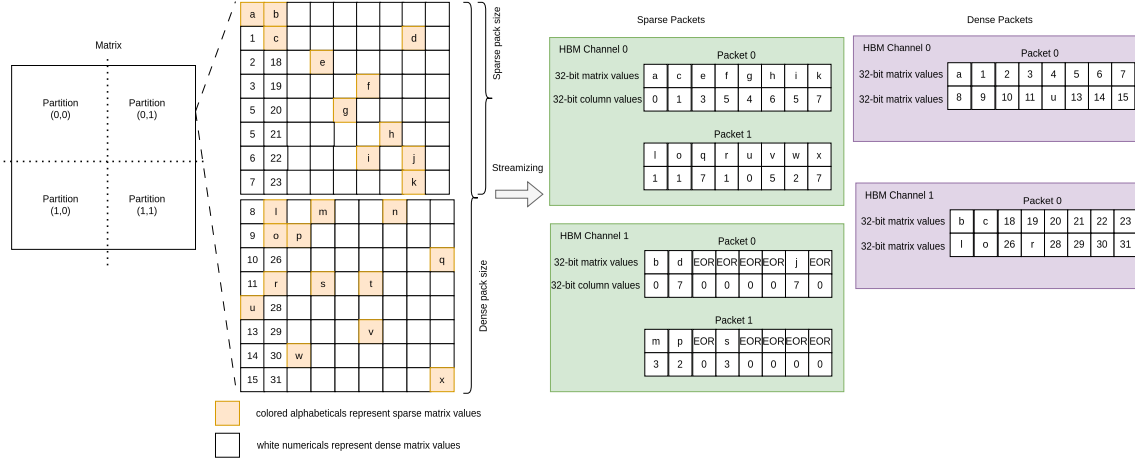 Matrix
Partition
(0,0)
Partition
(0,1)
Partition
(1,0)
Partition
(1,1)
a b
1 c d
2 18 e
3 19 f
5 20 g
5 21 h
6 22 i j
7 23 k
8 l m n
9 o p
10 26 q
11 r s t
u 28
13 29 v
14 30 w
15 31 x
Sparse pack size
Dense pack size
colored alphabeticals represent sparse matrix values
white numericals represent dense matrix values
Streamizing
Sparse Packets
HBM Channel 0
Packet 0
32-bit matrix values a c e f g h i k
32-bit column values 0 1 3 5 4 6 5 7
Packet 1
l o q r u v w x
1 1 7 1 0 5 2 7
HBM Channel 1
Packet 0
32-bit matrix values b d EOR EOR EOR EOR j EOR
32-bit column values 0 7 0 0 0 0 7 0
Packet 1
m p EOR s EOR EOR EOR EOR
3 2 0 3 0 0 0 0
Dense Packets
HBM Channel 0
Packet 0
32-bit matrix values a 1 2 3 4 5 6 7
32-bit matrix values 8 9 10 11 u 13 14 15
HBM Channel 1
Packet 0
32-bit matrix values b c 18 19 20 21 22 23
32-bit matrix values l o 26 r 28 29 30 31